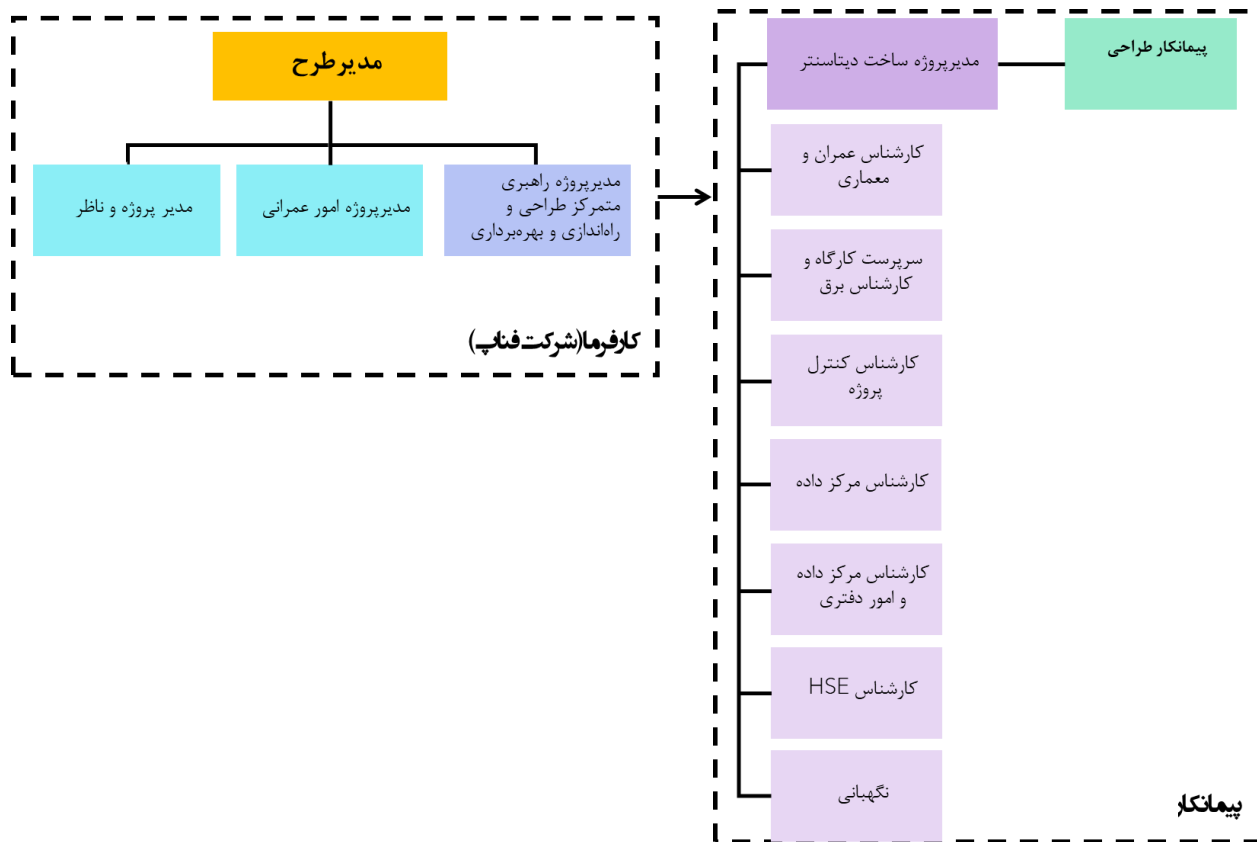 مدیرطرح
مدیرپروژه راهبری
متمرکز طراحی و
راه‌اندازی و بهره‌برداری
مدیرپروژه امور عمرانی
مدیر پروژه و ناظر
کارفرما(شرکت فناپ)
پیمانکار طراحی
مدیرپروژه ساخت دیتاسنتر
کارشناس عمران و
معماری
سرپرست کارگاه و
کارشناس برق
کارشناس کنترل
پروژه
کارشناس مرکز داده
کارشناس مرکز داده
و امور دفتری
کارشناس HSE
نگهبانی
پیمانکار